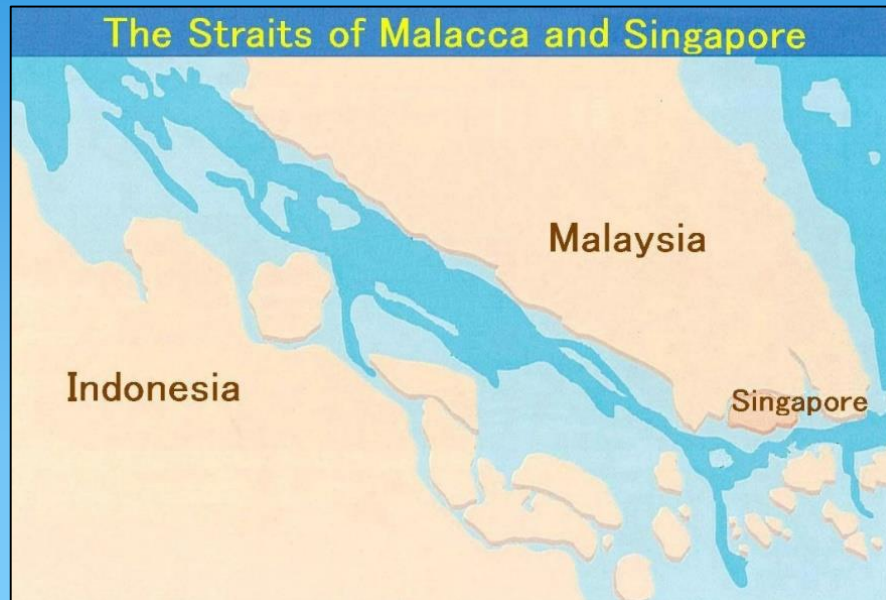 The Straits of Malacca and Singapore
Malaysia
Indonesia
Singapore